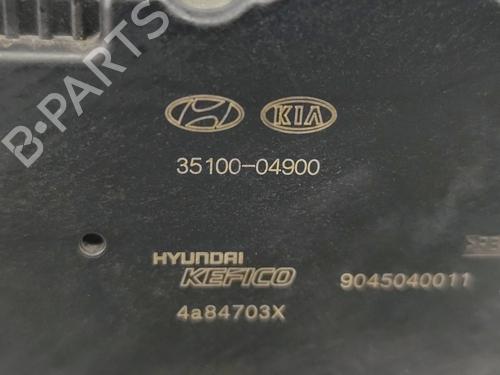 B-PARTS
KIA
35100-04900
HYUNDAI
KEFICO
9045040011
4a84703X